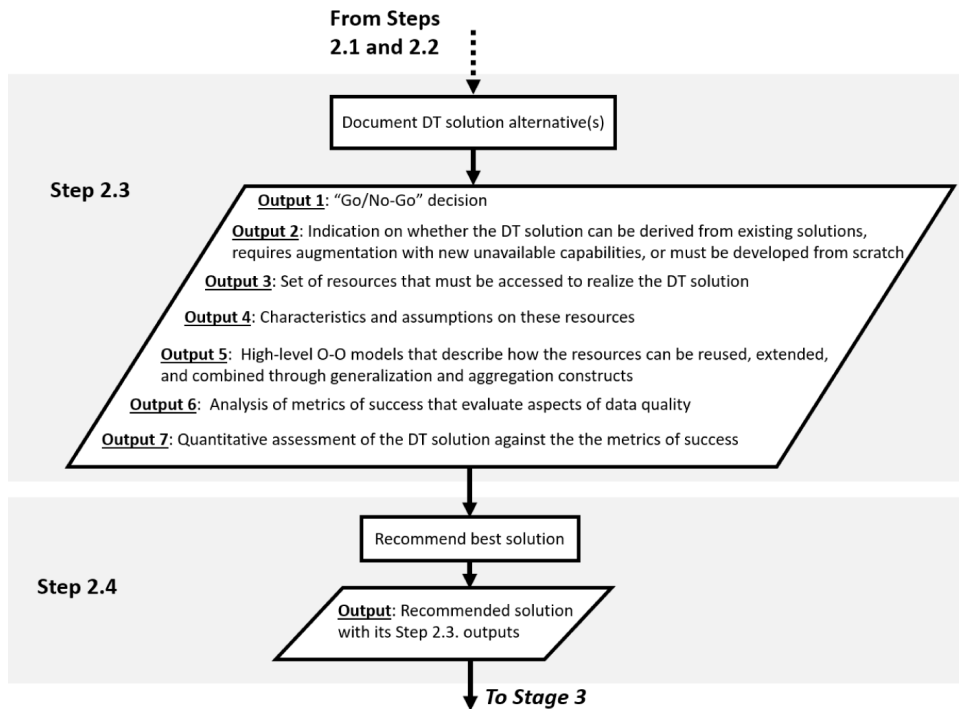 From Steps
2.1 and 2.2
Document DT solution alternative(s)
Step 2.3
Output 1: “Go/No-Go” decision
Output 2: Indication on whether the DT solution can be derived from existing solutions,
requires augmentation with new unavailable capabilities, or must be developed from scratch
Output 3: Set of resources that must be accessed to realize the DT solution
Output 4: Characteristics and assumptions on these resources
Output 5: High-level O-O models that describe how the resources can be reused, extended,
and combined through generalization and aggregation constructs
Output 6: Analysis of metrics of success that evaluate aspects of data quality
Output 7: Quantitative assessment of the DT solution against the the metrics of success
Recommend best solution
Step 2.4
Output: Recommended solution
with its Step 2.3. outputs
To Stage 3